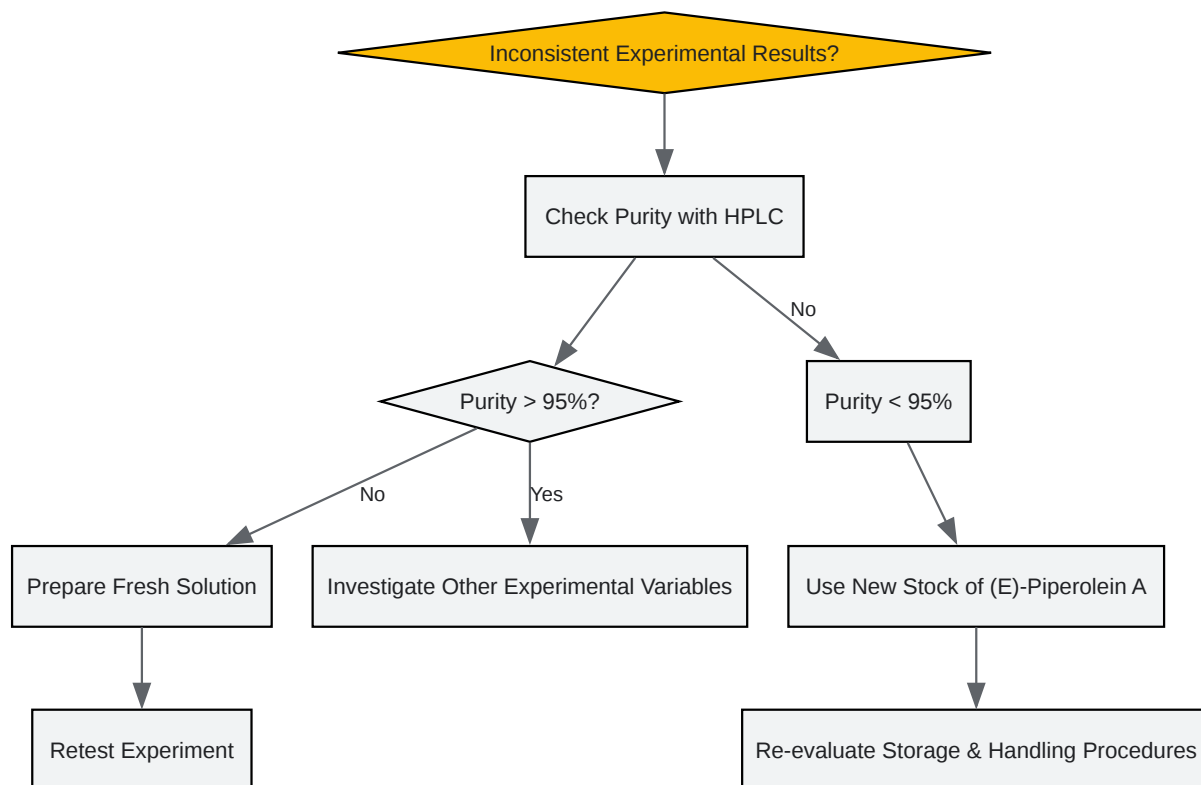 Inconsistent Experimental Results?
Check Purity with HPLC
No
Purity > 95%?
Purity < 95%
No
Yes
Prepare Fresh Solution
Investigate Other Experimental Variables
Use New Stock of (E)-Piperolein A
Retest Experiment
Re-evaluate Storage & Handling Procedures